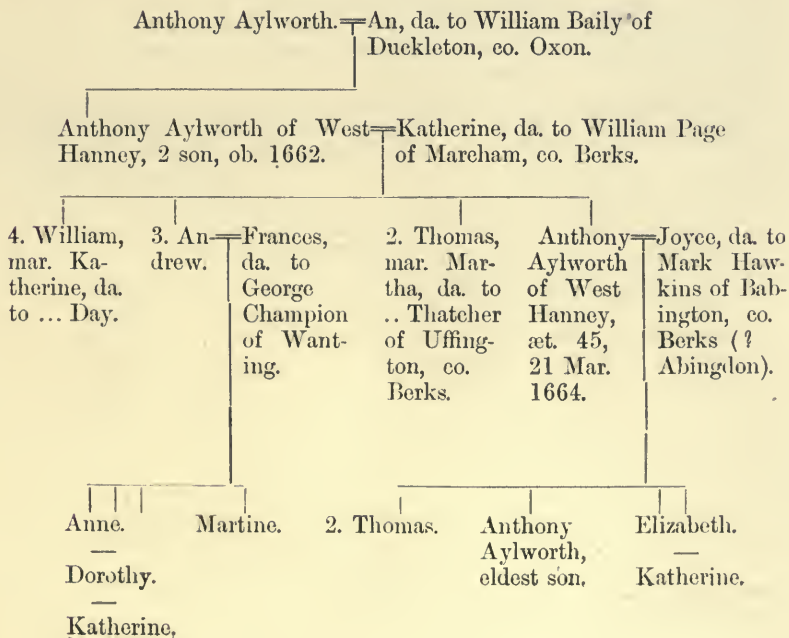 Anthony Aylworth. An, da. to William Baily of
Duckleton, co. Oxon.
Anthony Aylworth of West
Hanney, 2 son, ob. 1662.
Katherine, da. to William Page
of Marcham, co. Berks.
4. William,
mar. Ka-
therine, da.
to ... Day.
3. An-
drew.
Frances,
da. to
George
Champion
of Want-
ing.
2. Thomas,
mar. Mar-
tha, da. to
.. Thatcher
of Uffing-
ton, co.
Berks.
Anthony
Aylworth
of West
Hanney,
æt. 45,
21 Mar.
1664.
Joyce, da. to
Mark Haw-
kins of Bab-
ington, co.
Berks (?
Abingdon).
Anne.
—
Dorothy.
—
Katherine.
Martine.
2. Thomas.
Anthony
Aylworth,
eldest son.
Elizabeth.
—
Katherine.